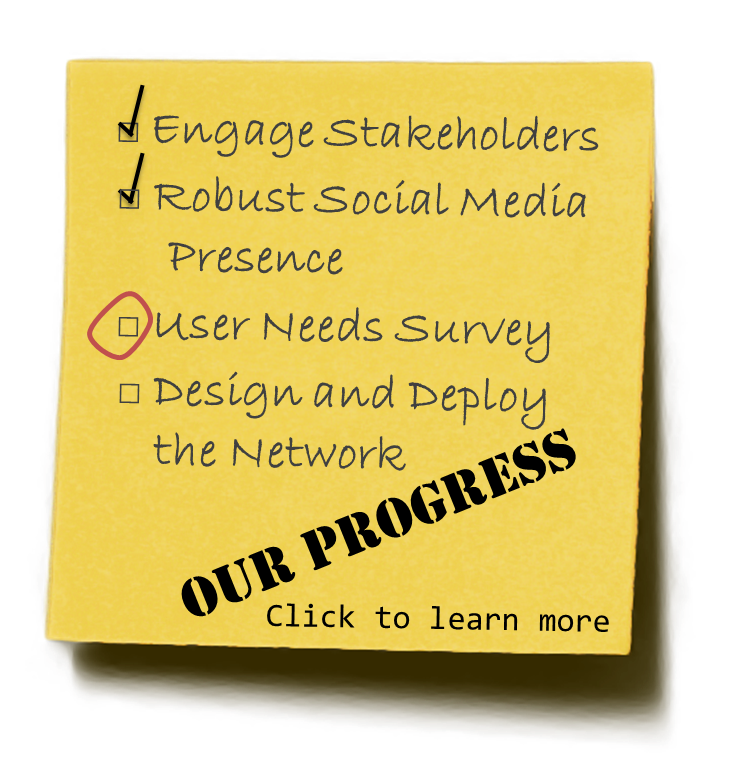 Engage Stakeholders
Robust Social Media
Presence
User Needs Survey
Design and Deploy
the Network
OUR PROGRESS
Click to learn more